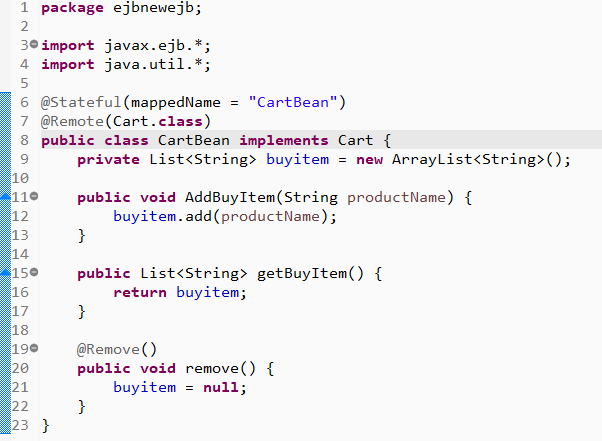 1 package ejbnewejb;
2
3 import javax.ejb.*;
4 import java.util.*;
5
6 @Stateful(mappedName = "CartBean")
7 @Remote(Cart.class)
8 public class CartBean implements Cart {
9     private List<String> buyitem = new ArrayList<String>();
10
11     public void AddBuyItem(String productName) {
12         buyitem.add(productName);
13     }
14
15     public List<String> getBuyItem() {
16         return buyitem;
17     }
18
19     @Remove()
20     public void remove() {
21         buyitem = null;
22     }
23 }